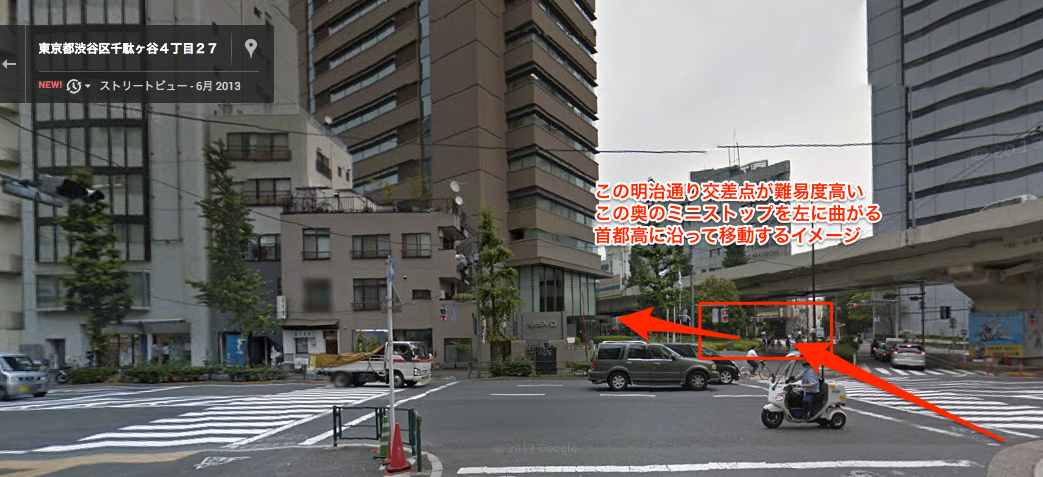 東京都渋谷区千駄ヶ谷４丁目２７
NEW! ストリートビュー - 6月 2013
この明治通り交差点が難易度高い
この奥のミニストップを左に曲がる
首都高に沿って移動するイメージ
SYD
© 2013 Google